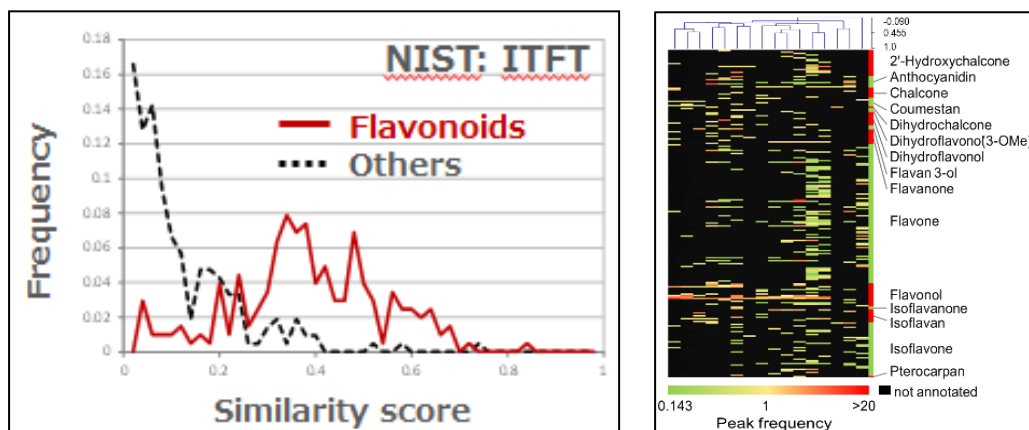 NIST: ITFT
Flavonoids
Others
Frequency
0.18
0.16
0.14
0.12
0.1
0.08
0.06
0.04
0.02
0
0
0.2
0.4
0.6
0.8
1
Similarity score
-0.090
0.455
1.0
2'-Hydroxychalcone
Anthocyanidin
Chalcone
Coumestan
Dihydrochalcone
Dihydroflavono[3-OMe)
Dihydroflavonol
Flavan 3-ol
Flavanone
Flavone
Flavonol
Isoflavanone
Isoflavan
Isoflavone
Pterocarpan
not annotated
0.143 1 >20
Peak frequency